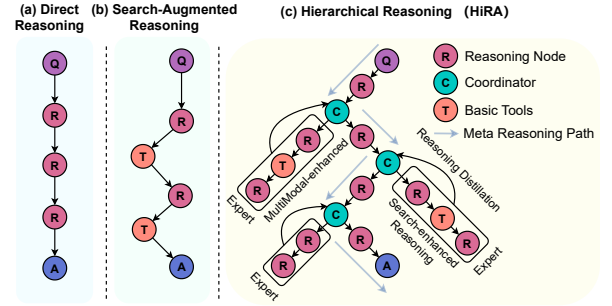 (a) Direct Reasoning
(b) Search-Augmented Reasoning
(c) Hierarchical Reasoning （HiRA）
Q
R
R
R
A
Q
R
T
R
T
A
Q
R
C
R
T
R
MultiModal-enhanced
Expert
R
C
Reasoning Distillation
R
T
R
Search-enhanced
Reasoning
Expert
R
C
R
R
Expert
R
A
R
Reasoning Node
C
Coordinator
T
Basic Tools
Meta Reasoning Path